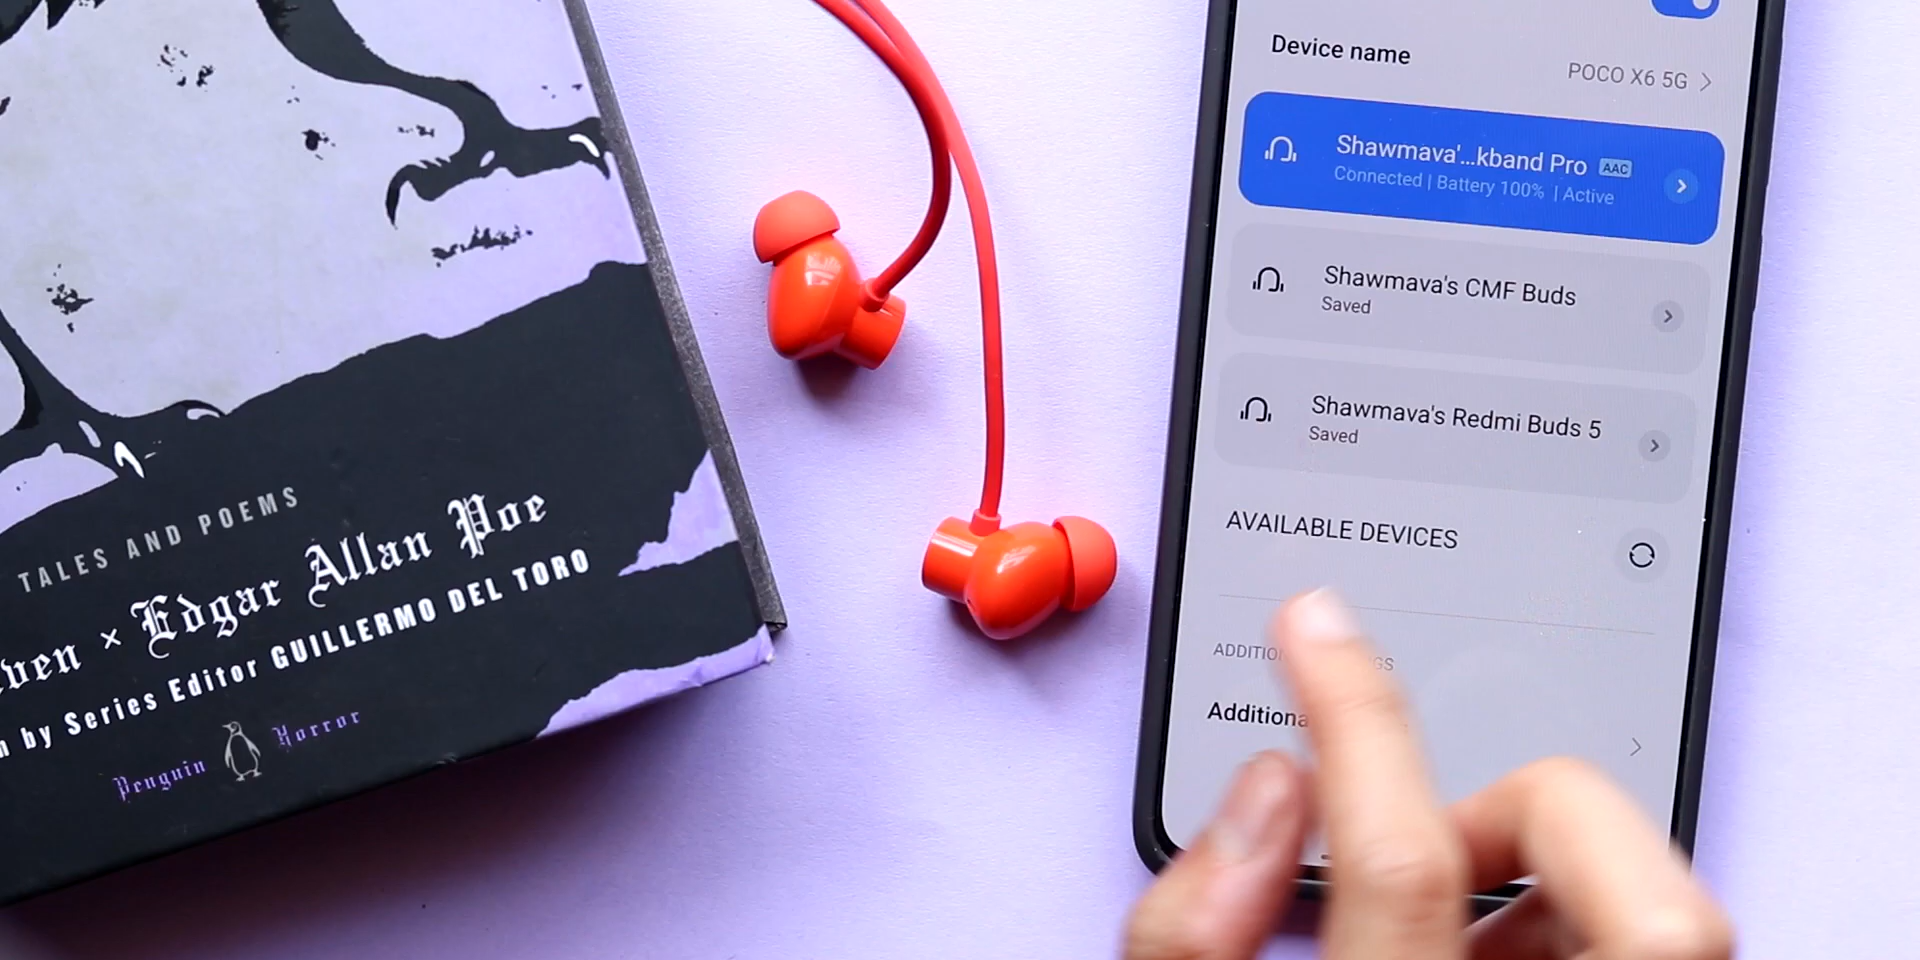 TALES AND POEMS
× Edgar Allan Poe
by Series Editor GUILLERMO DEL TORO
Penguin Horror
Device name
POCO X6 5G
Shawmava'...kband Pro AAC
Connected | Battery 100% | Active
Shawmava's CMF Buds
Saved
Shawmava's Redmi Buds 5
Saved
AVAILABLE DEVICES